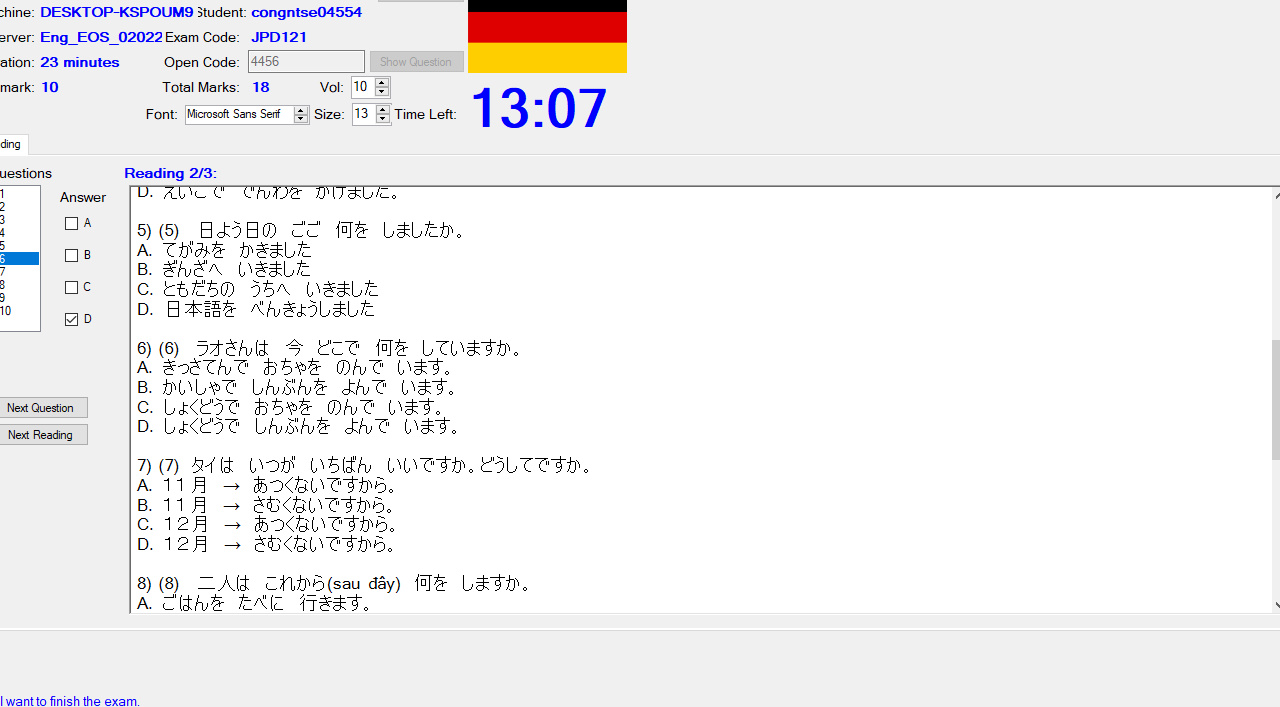 chine: DESKTOP-KSPOUM9 Student: congntse04554
erver: Eng_EOS_02022 Exam Code: JPD121
ation: 23 minutes Open Code: 4456 Show Question
mark: 10 Total Marks: 18 Vol: 10
Font: Microsoft Sans Serif Size: 13 Time Left: 13:07
ding
uestions Reading 2/3:
Answer
1
2
3
4
5
6
7
8
9
10
A
B
C
D
Next Question
Next Reading
D. えいごで でんわを かけました。
5) (5) 日よう日の ごご 何を しましたか。
A. てがみを かきました
B. ぎんざへ いきました
C. ともだちの うちへ いきました
D. 日本語を べんきょうしました
6) (6) ラオさんは 今 どこで 何を していますか。
A. きっさてんで おちゃを のんで います。
B. かいしゃで しんぶんを よんで います。
C. しょくどうで おちゃを のんで います。
D. しょくどうで しんぶんを よんで います。
7) (7) タイは いつが いちばん いいですか。どうしてですか。
A. 11月 → あつくないですから。
B. 11月 → さむくないですから。
C. 12月 → あつくないですから。
D. 12月 → さむくないですから。
8) (8) 二人は これから(sau dây) 何を しますか。
A. ごはんを たべに 行きます。
I want to finish the exam.